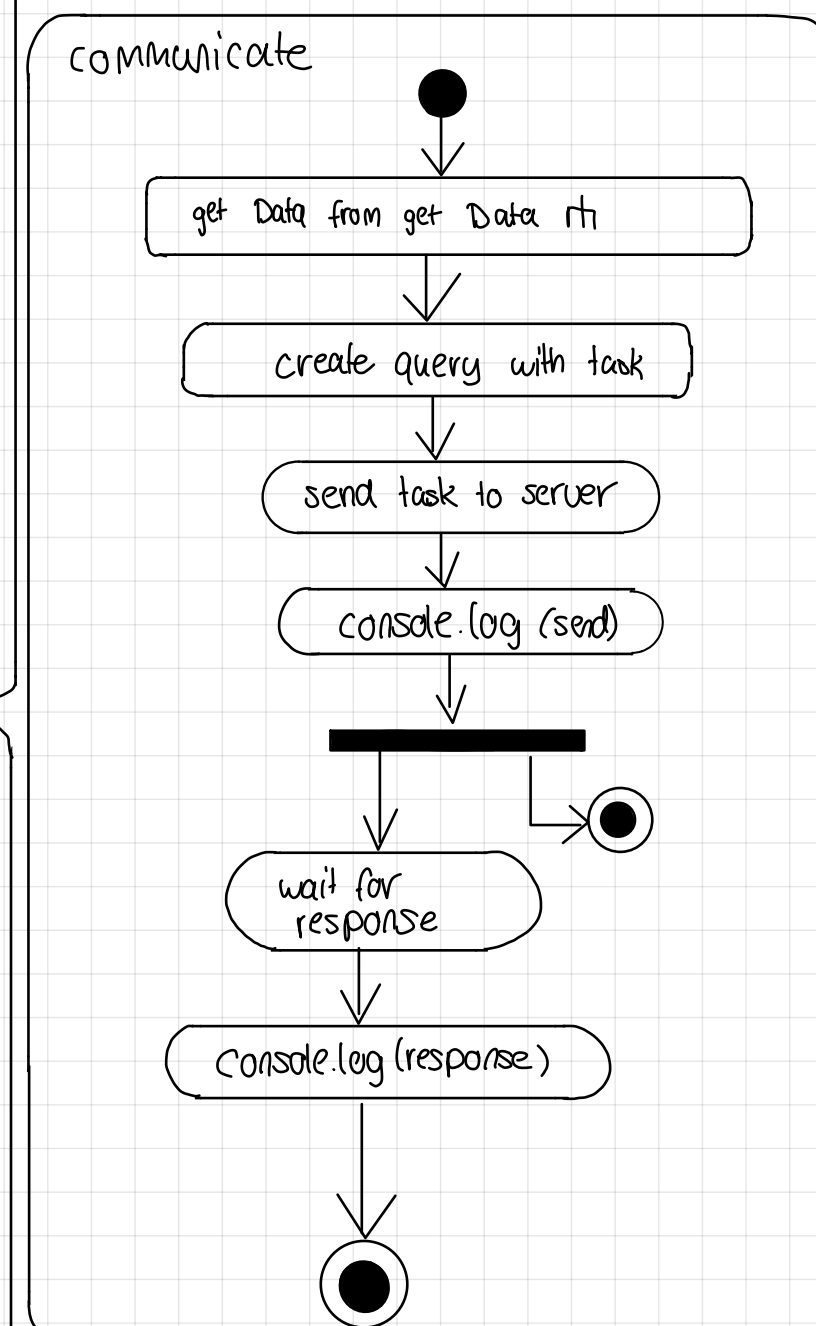 communicate
get Data from get Data
create query with task
send task to server
console.log (send)
wait for
response
console.log (response)